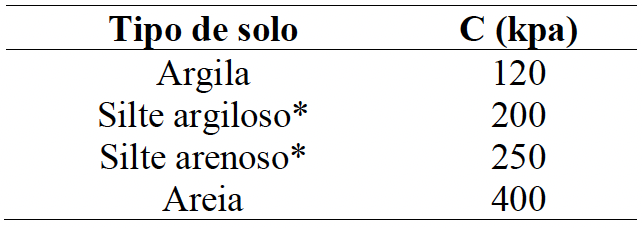 Tipo de solo C (kpa)
Argila 120
Silte argiloso* 200
Silte arenoso* 250
Areia 400